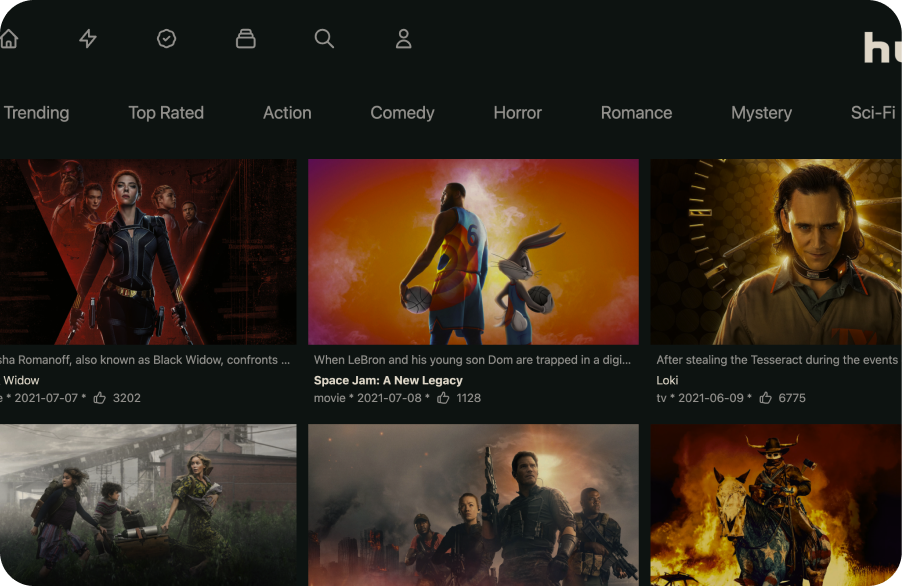 hu
Trending Top Rated Action Comedy Horror Romance Mystery Sci-Fi
6
sha Romanoff, also known as Black Widow, confronts ... When LeBron and his young son Dom are trapped in a digi... After stealing the Tesseract during the events
Widow Space Jam: A New Legacy Loki
e * 2021-07-07 * 3202 movie * 2021-07-08 * 1128 tv * 2021-06-09 * 6775